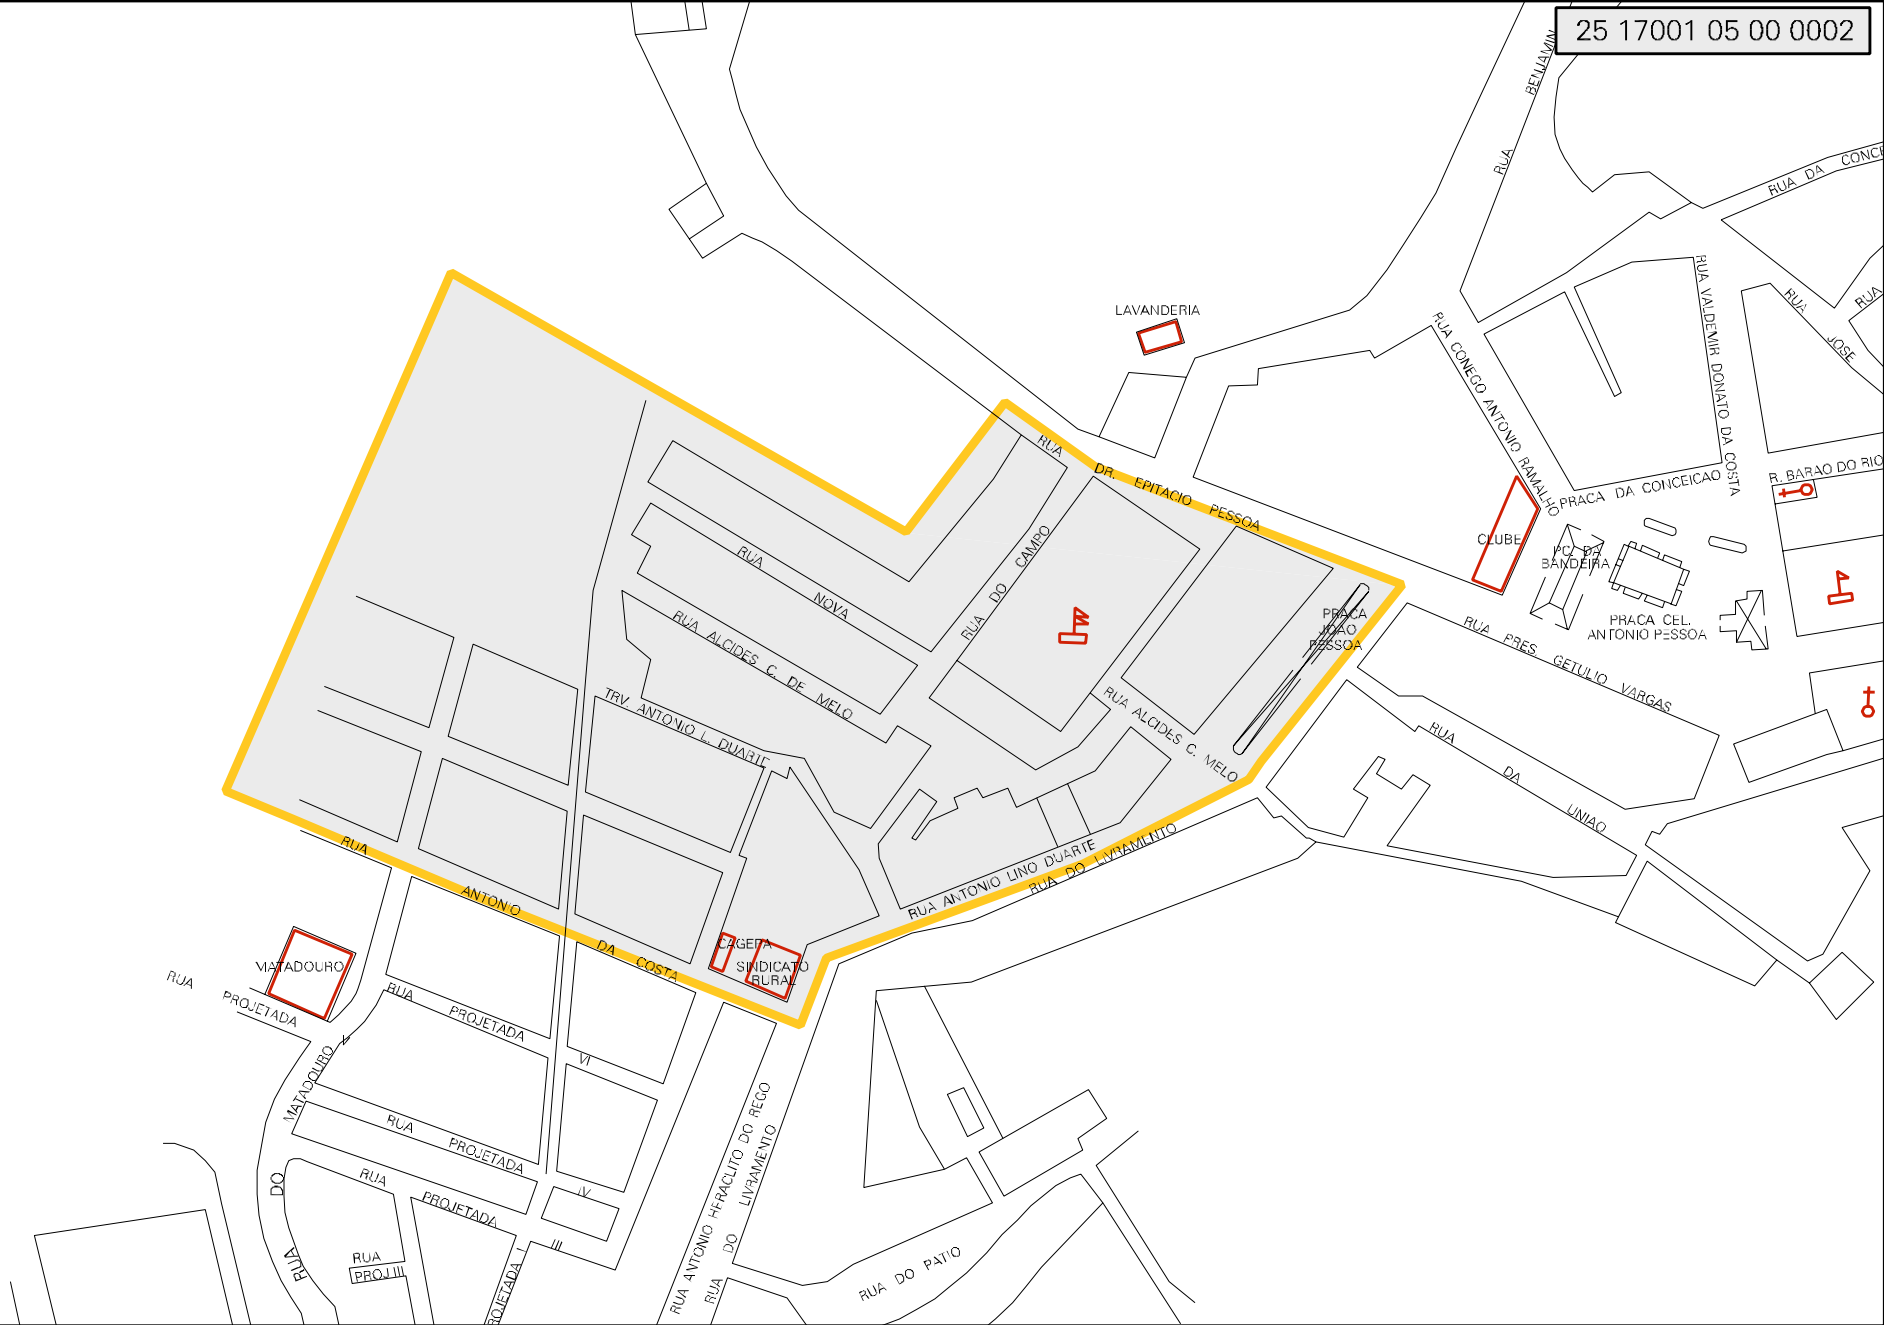 25 17001 05 00 0002
RUA BENJAMIN
RUA DA
LAVANDERIA
RUA CONEGO ANTONIO RAMALHO
RUA VALDEMIR DONATO DA COSTA
RUA JOSE
RUA
RUA DR. EPITACIO PESSOA
PRACA DA CONCEICAO
R. BARAO DO RIO
CLUBE
PC. DA
BANDEIRA
PRACA CEL.
ANTONIO PESSOA
RUA NOVA
RUA DO CAMPO
RUA ALCIDES C. DE MELO
PRACA
JOAO
PESSOA
RUA PRES GETULIO VARGAS
TRV. ANTONIO L. DUARTE
RUA ALCIDES C. MELO
RUA DA UNIAO
RUA ANTONIO LINO DUARTE
RUA DO LIVRAMENTO
RUA ANTONIO DA COSTA
CAGEPA
SINDICATO
RURAL
MATADOURO
RUA PROJETADA V
RUA PROJETADA VI
RUA DO MATADOURO
RUA PROJETADA IV
RUA PROJETADA III
RUA
PROJ III
RUA ANTONIO HERACLITO DO REGO
RUA DO LIVRAMENTO
RUA DO PATIO